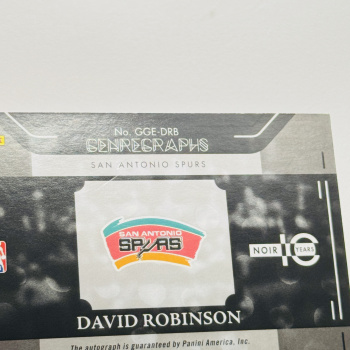 No. GGE-DRB
GENREGRAPHS
SAN ANTONIO SPURS
SAN ANTONIO
SPURS
NOIR 10 YEARS
DAVID ROBINSON
The autograph is guaranteed by Panini America, Inc.